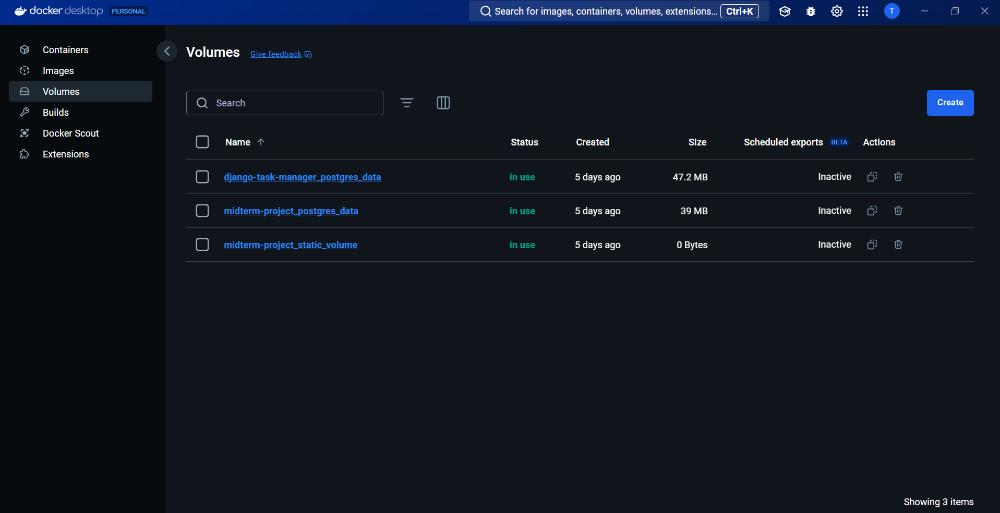 docker desktop PERSONAL
Search for images, containers, volumes, extensions... Ctrl+K
T
Containers
Images
Volumes
Builds
Docker Scout
Extensions
Volumes Give feedback
Search
Create
Name Status Created Size Scheduled exports BETA Actions
django-task-manager_postgres_data in use 5 days ago 47.2 MB Inactive
midterm-project_postgres_data in use 5 days ago 39 MB Inactive
midterm-project_static_volume in use 5 days ago 0 Bytes Inactive
Showing 3 items